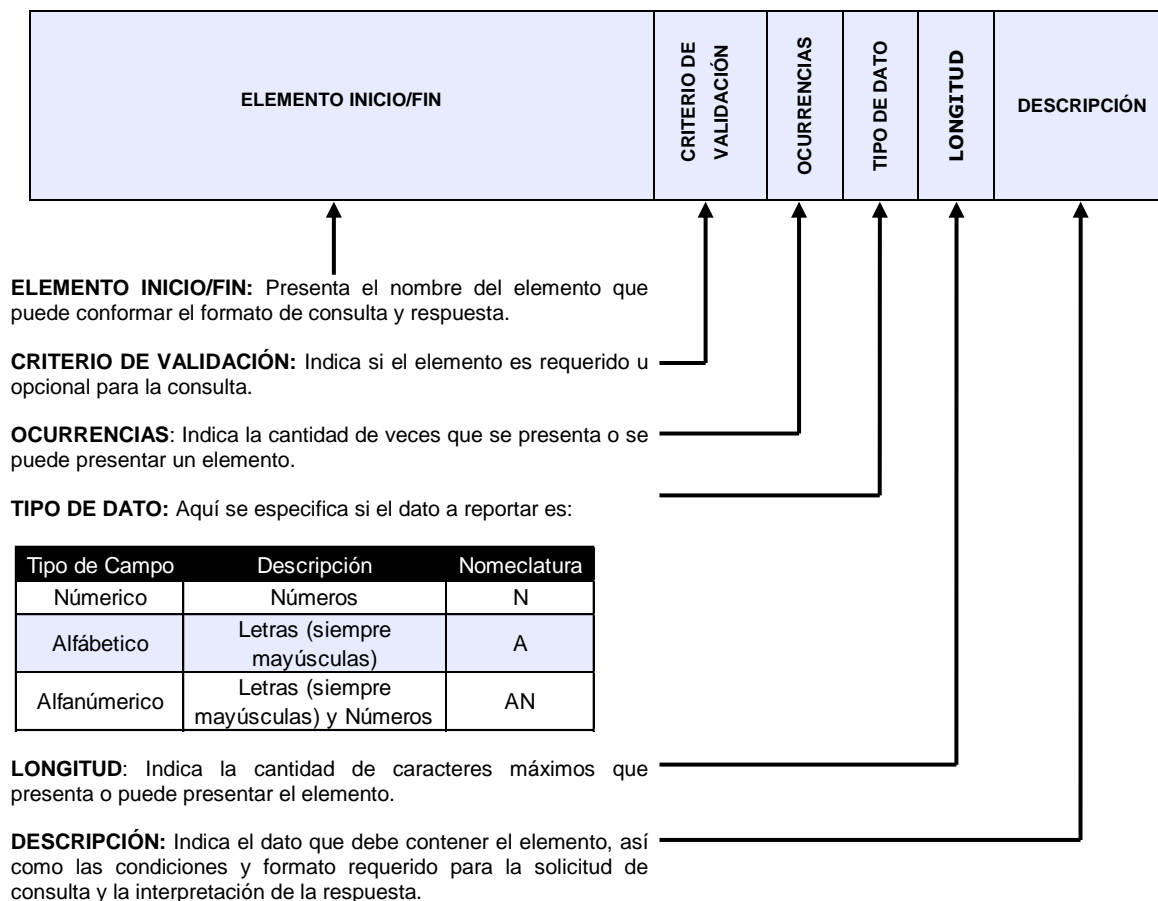 ELEMENTO INICIO/FIN
CRITERIO DE
VALIDACIÓN
OCURRENCIAS
TIPO DE DATO
LONGITUD
DESCRIPCIÓN
ELEMENTO INICIO/FIN: Presenta el nombre del elemento que
puede conformar el formato de consulta y respuesta.
CRITERIO DE VALIDACIÓN: Indica si el elemento es requerido u
opcional para la consulta.
OCURRENCIAS: Indica la cantidad de veces que se presenta o se
puede presentar un elemento.
TIPO DE DATO: Aquí se especifica si el dato a reportar es:
Tipo de Campo Descripción Nomeclatura
Númerico Números N
Alfábetico Letras (siempre
mayúsculas) A
Alfanúmerico Letras (siempre
mayúsculas) y Números AN
LONGITUD: Indica la cantidad de caracteres máximos que
presenta o puede presentar el elemento.
DESCRIPCIÓN: Indica el dato que debe contener el elemento, así
como las condiciones y formato requerido para la solicitud de
consulta y la interpretación de la respuesta.